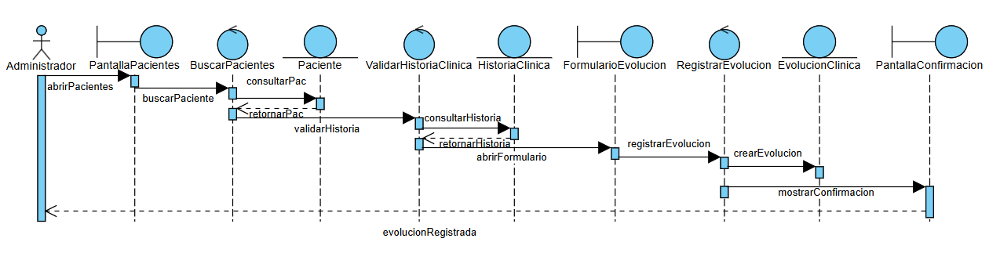 Administrador
PantallaPacientes
BuscarPacientes
Paciente
ValidarHistoriaClinica
HistoriaClinica
FormularioEvolucion
RegistrarEvolucion
EvolucionClinica
PantallaConfirmacion
abrirPacientes
buscarPaciente
consultarPac
retornarPac
validarHistoria
consultarHistoria
retornarHistoria
abrirFormulario
registrarEvolucion
crearEvolucion
mostrarConfirmacion
evolucionRegistrada